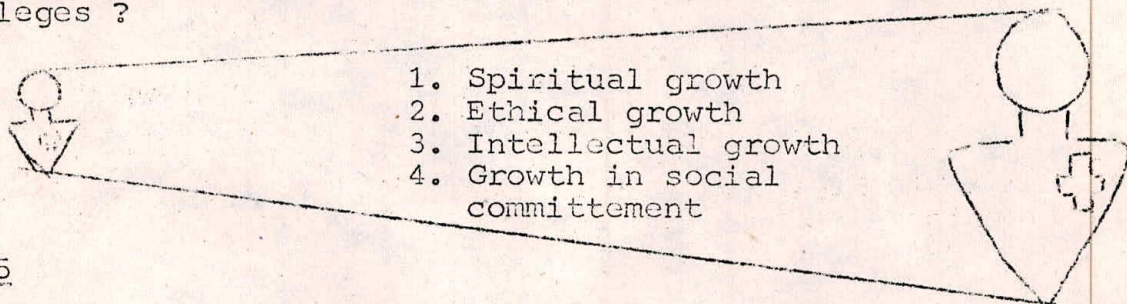 leges ?
1. Spiritual growth
2. Ethical growth
3. Intellectual growth
4. Growth in social
committement